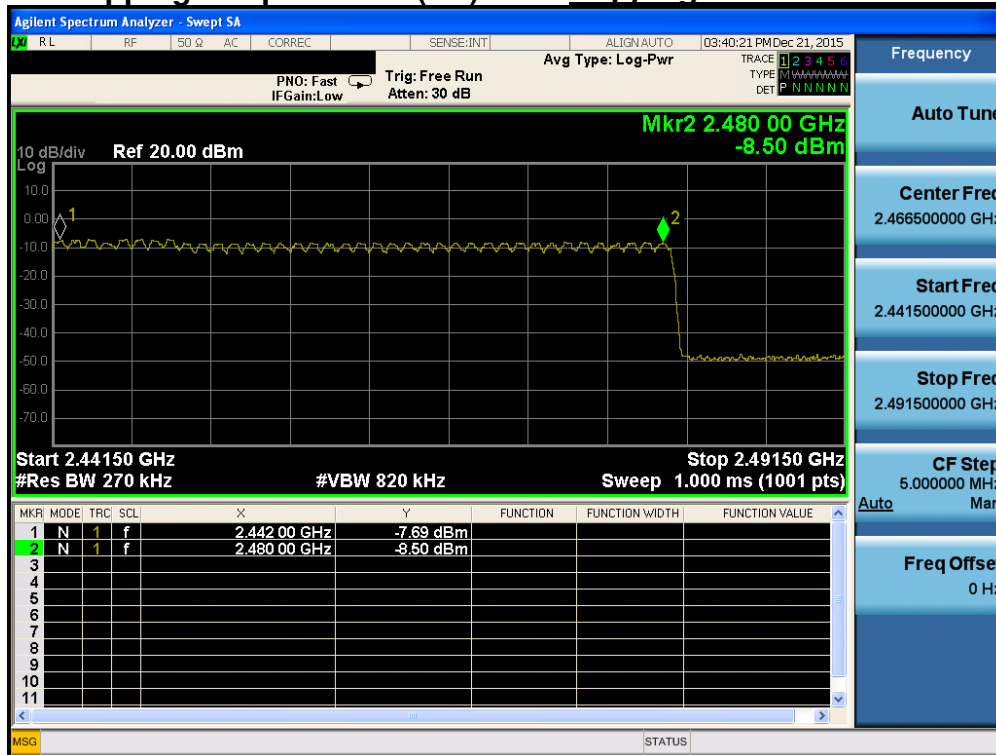 Agilent Spectrum Analyzer - Swept SA
LXI RL RF 50 Ω AC CORREC SENSE:INT ALIGN AUTO 03:40:21 PM Dec 21, 2015
Avg Type: Log-Pwr
TRACE 1 2 3 4 5 6
PNO: Fast Trig: Free Run
TYPE M
IFGain:Low Atten: 30 dB
DET P N N N N N
Mkr2 2.480 00 GHz
-8.50 dBm
10 dB/div Ref 20.00 dBm
Log
10.0
0.00
1
2
-10.0
-20.0
-30.0
-40.0
-50.0
-60.0
-70.0
Start 2.44150 GHz Stop 2.49150 GHz
#Res BW 270 kHz #VBW 820 kHz Sweep 1.000 ms (1001 pts)
MKR MODE TRC SCL X Y FUNCTION FUNCTION WIDTH FUNCTION VALUE
1 N 1 f 2.442 00 GHz -7.69 dBm
2 N 1 f 2.480 00 GHz -8.50 dBm
3
4
5
6
7
8
9
10
11
MSG STATUS
Frequency
Auto Tune
Center Freq
2.466500000 GHz
Start Freq
2.441500000 GHz
Stop Freq
2.491500000 GHz
CF Step
5.000000 MHz
Auto Man
Freq Offset
0 Hz